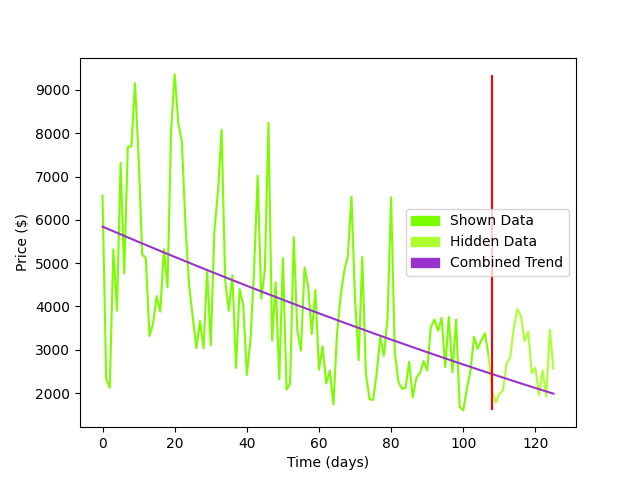 9000
8000
7000
6000
5000
4000
3000
2000
Price ($)
Shown Data
Hidden Data
Combined Trend
0 20 40 60 80 100 120
Time (days)